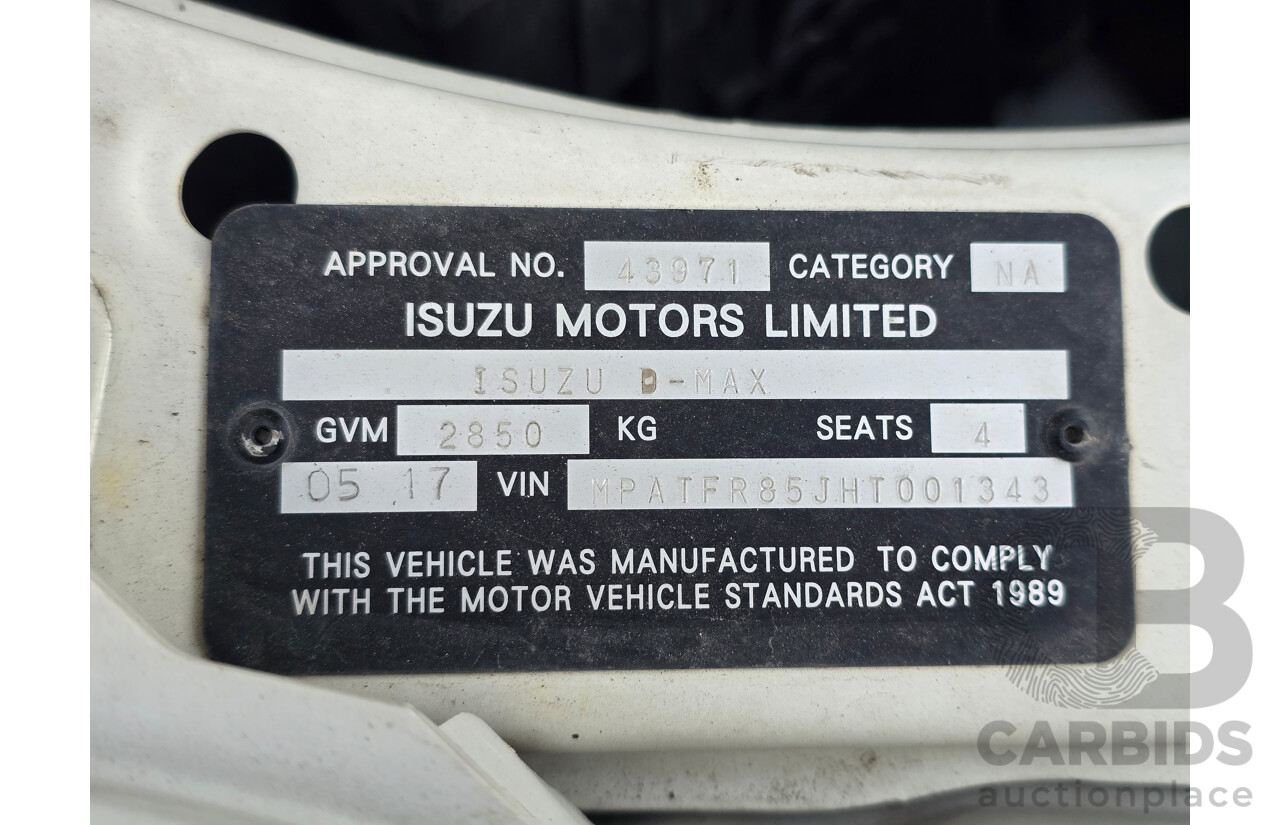 APPROVAL NO. 43971 CATEGORY NA
ISUZU MOTORS LIMITED
ISUZU D-MAX
GVM 2850 KG SEATS 4
05 17 VIN MPATFR85JHT001343
THIS VEHICLE WAS MANUFACTURED TO COMPLY
WITH THE MOTOR VEHICLE STANDARDS ACT 1989
B
CARBIDS
auctionplace